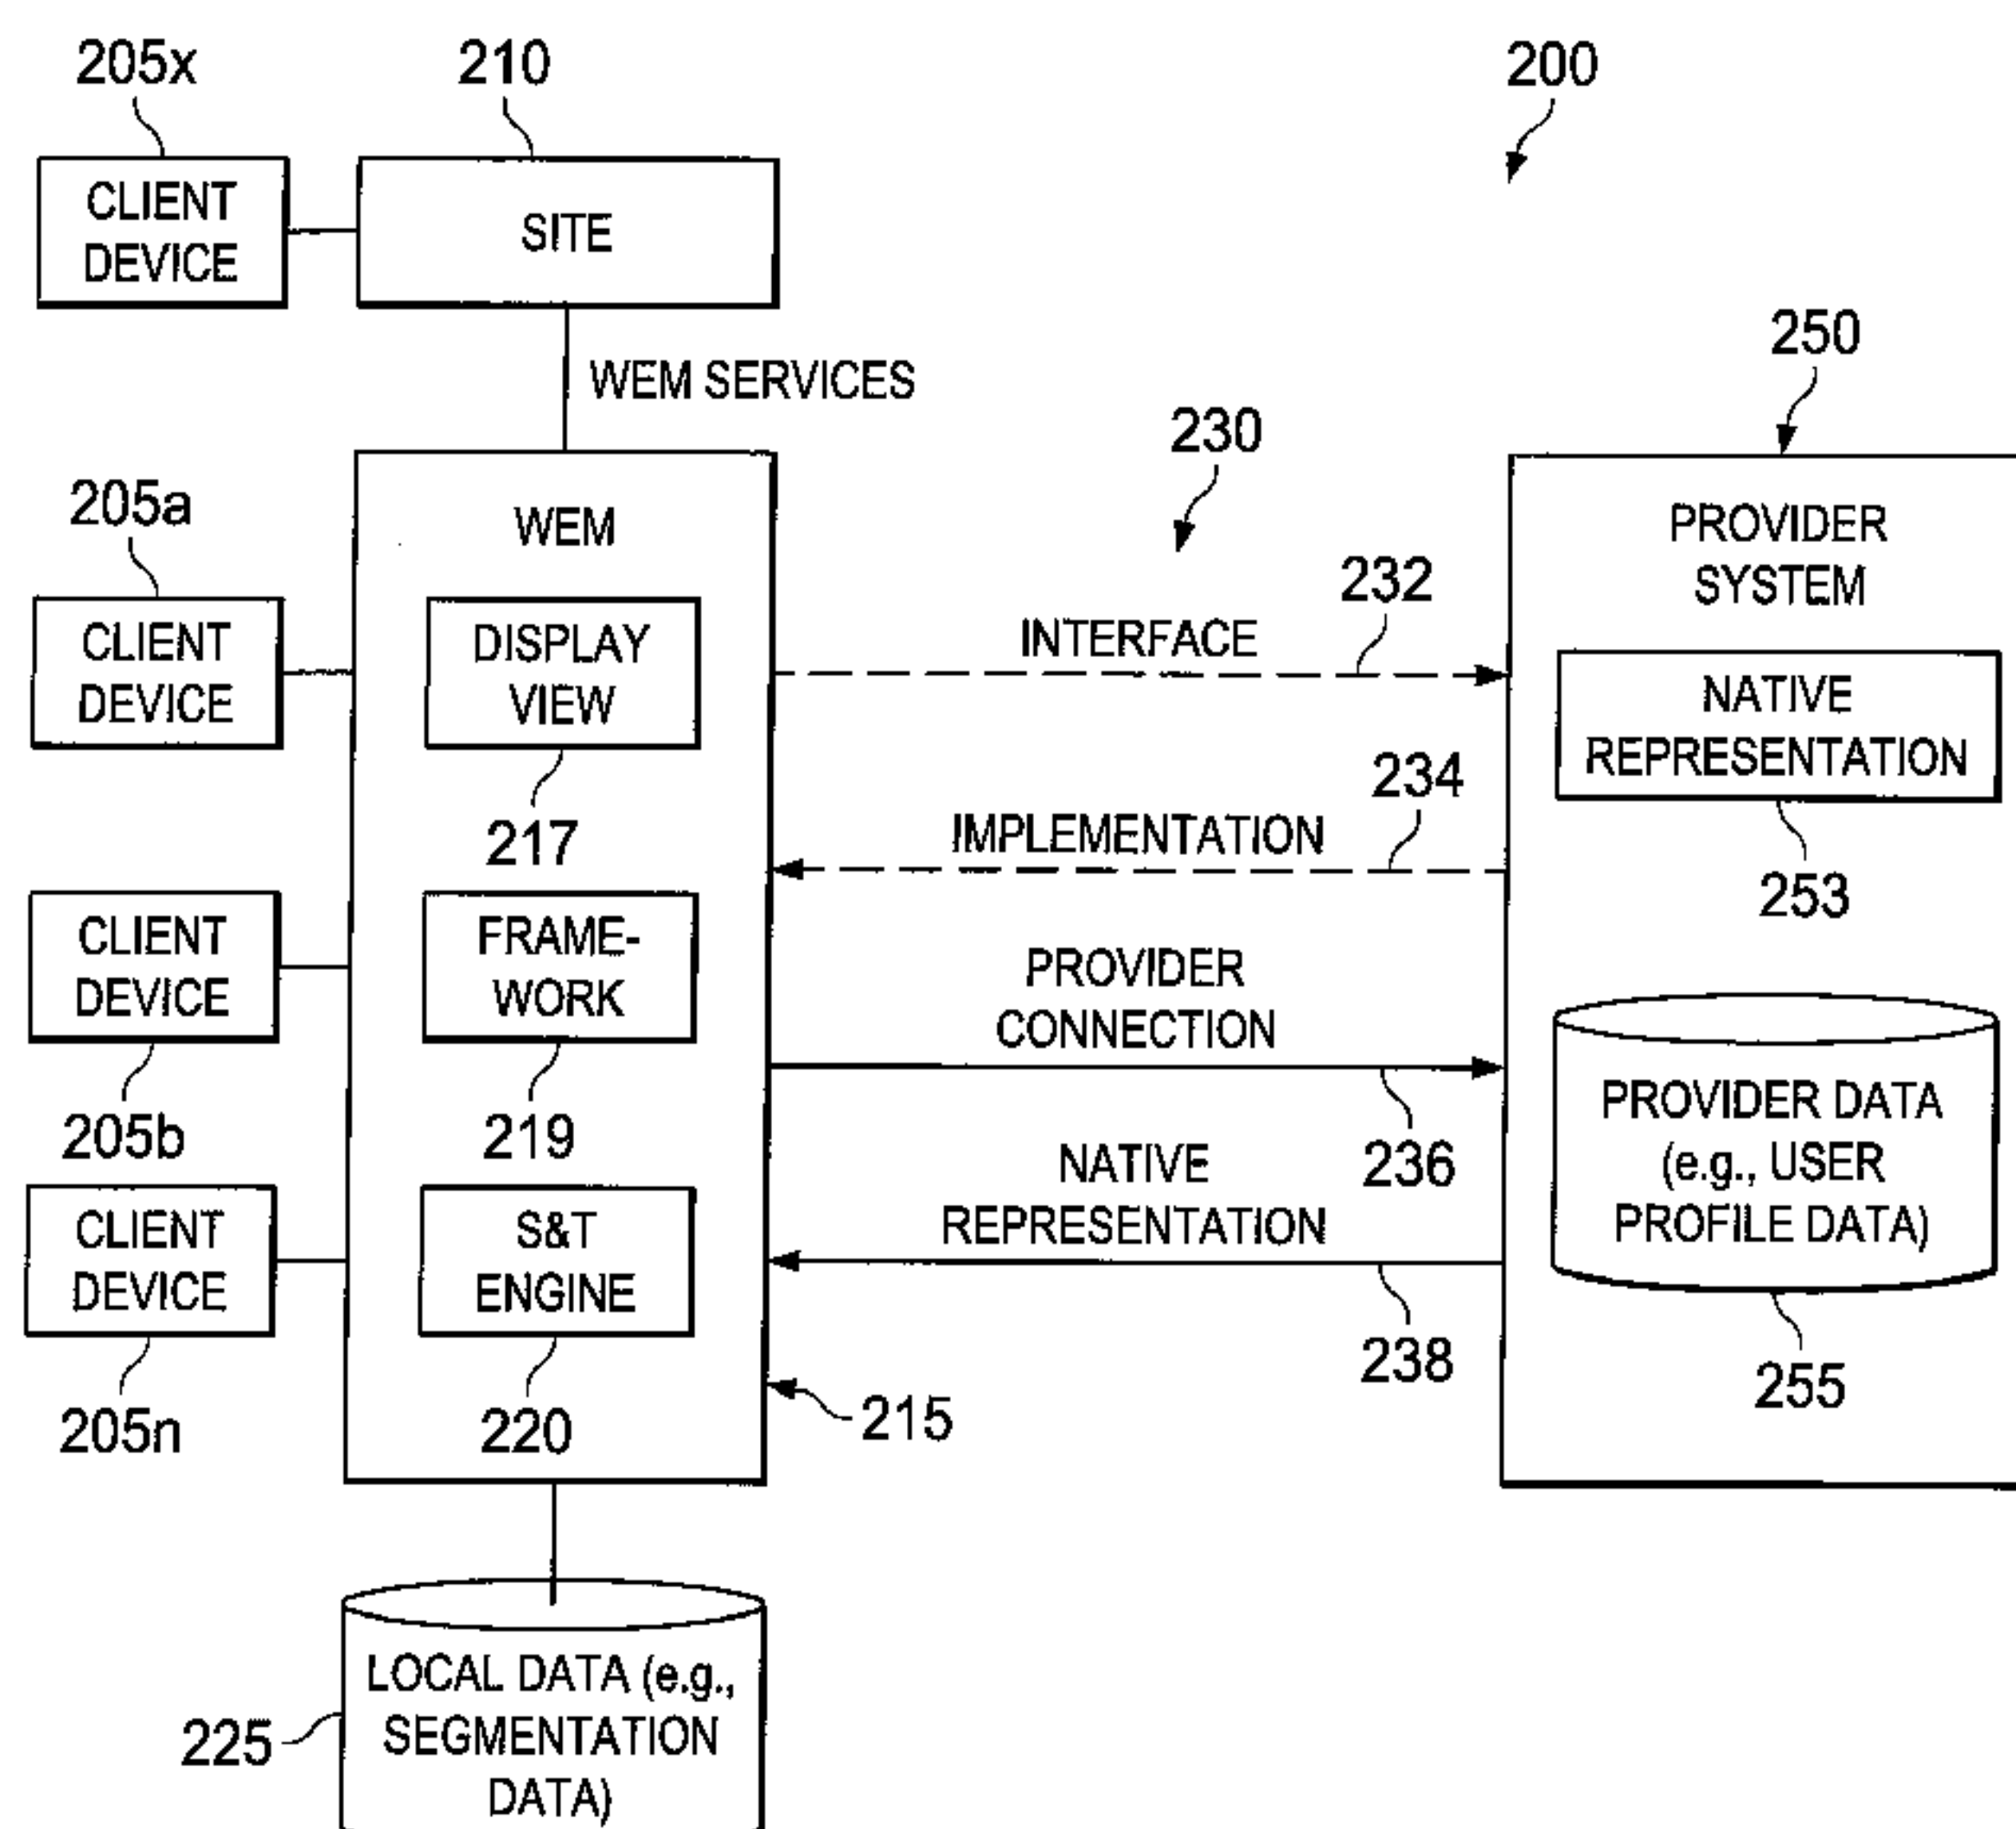 205x
210
200
CLIENT
DEVICE
SITE
WEM SERVICES
250
230
205a
WEM
PROVIDER
SYSTEM
CLIENT
DEVICE
DISPLAY
VIEW
217
INTERFACE
232
NATIVE
REPRESENTATION
253
IMPLEMENTATION
234
CLIENT
DEVICE
205b
FRAME-
WORK
219
PROVIDER
CONNECTION
236
PROVIDER DATA
(e.g., USER
PROFILE DATA)
255
NATIVE
REPRESENTATION
238
CLIENT
DEVICE
205n
S&T
ENGINE
220
215
225
LOCAL DATA (e.g.,
SEGMENTATION
DATA)